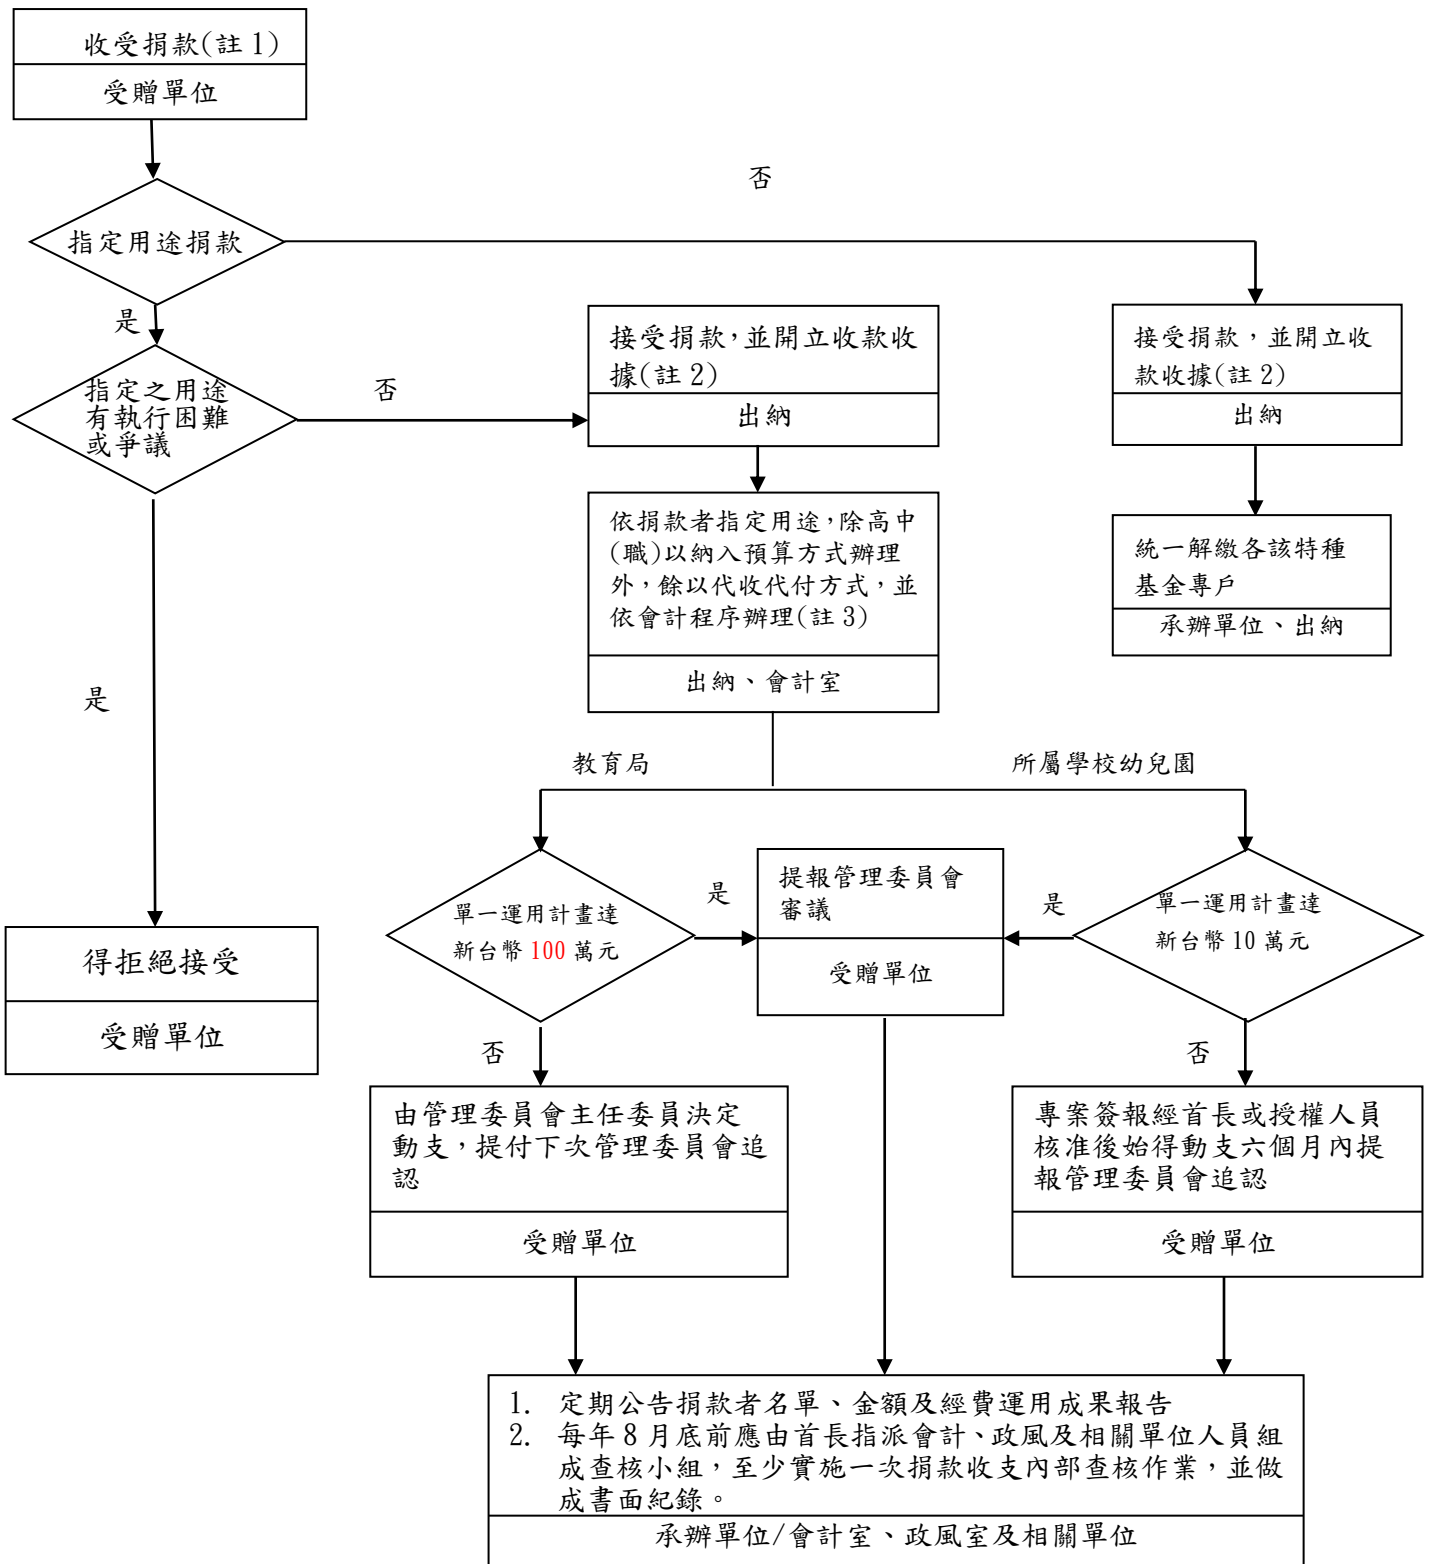 收受捐款(註1)
受贈單位
否
指定用途捐款
是
指定之用途
有執行困難
或爭議
否
接受捐款,並開立收款收
據(註2)
出納
接受捐款，並開立收
款收據(註2)
出納
依捐款者指定用途,除高中
(職)以納入預算方式辦理
外，餘以代收代付方式，並
依會計程序辦理(註3)
出納、會計室
統一解繳各該特種
基金專戶
承辦單位、出納
是
教育局
所屬學校幼兒園
單一運用計畫達
新台幣100萬元
是
提報管理委員會
審議
受贈單位
是
單一運用計畫達
新台幣10萬元
得拒絕接受
受贈單位
否
否
由管理委員會主任委員決定
動支，提付下次管理委員會追
認
受贈單位
專案簽報經首長或授權人員
核准後始得動支六個月內提
報管理委員會追認
受贈單位
1. 定期公告捐款者名單、金額及經費運用成果報告
2. 每年8月底前應由首長指派會計、政風及相關單位人員組
成查核小組，至少實施一次捐款收支內部查核作業，並做
成書面紀錄。
承辦單位/會計室、政風室及相關單位